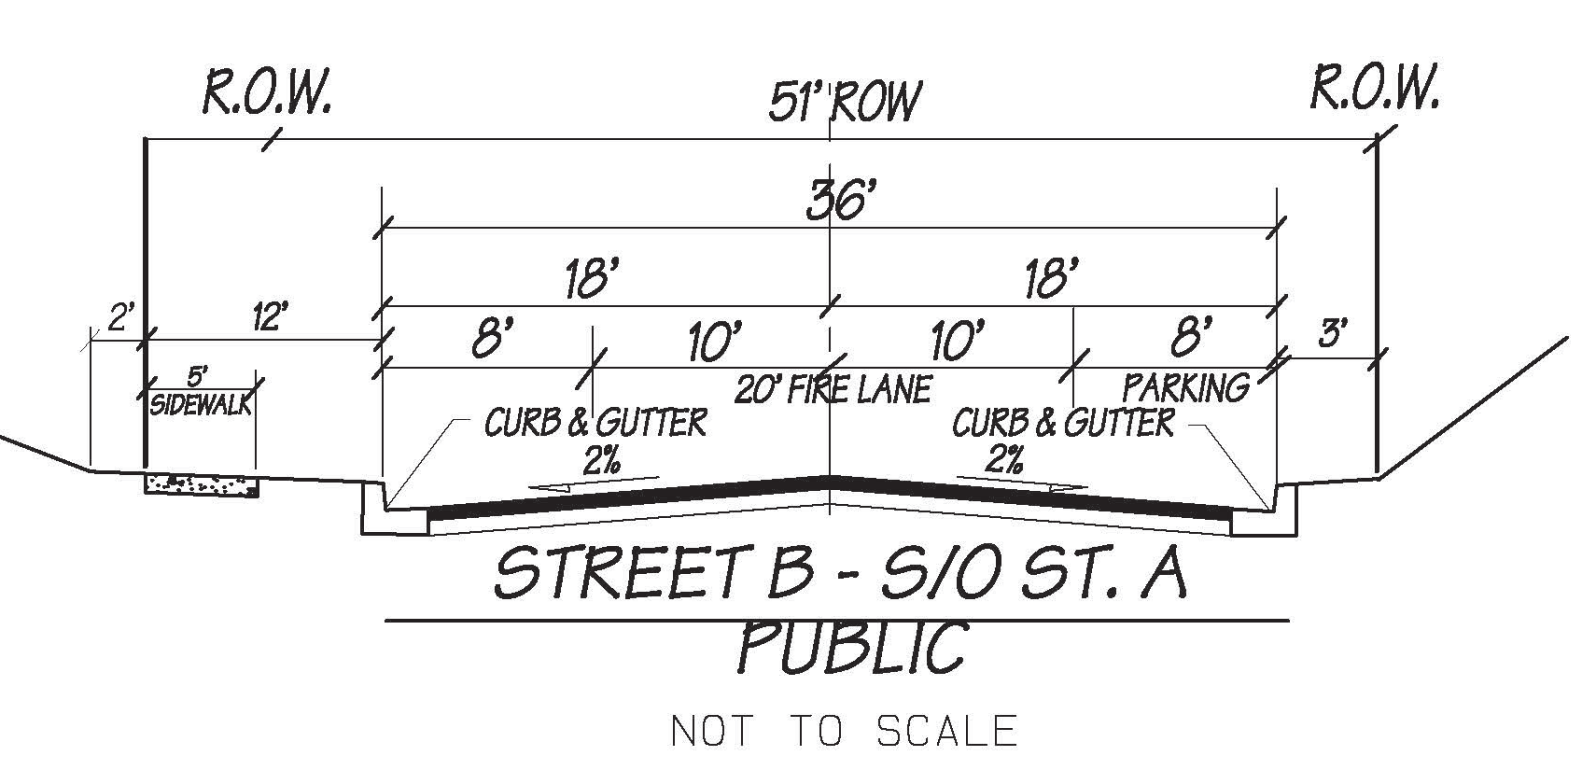 R.O.W.
51' ROW
R.O.W.
36'
18'
18'
2'
12'
8'
10'
10'
8'
3'
5'
SIDEWALK
20' FIRE LANE
PARKING
CURB & GUTTER
CURB & GUTTER
2%
2%
STREET B - S/O ST. A
PUBLIC
NOT TO SCALE